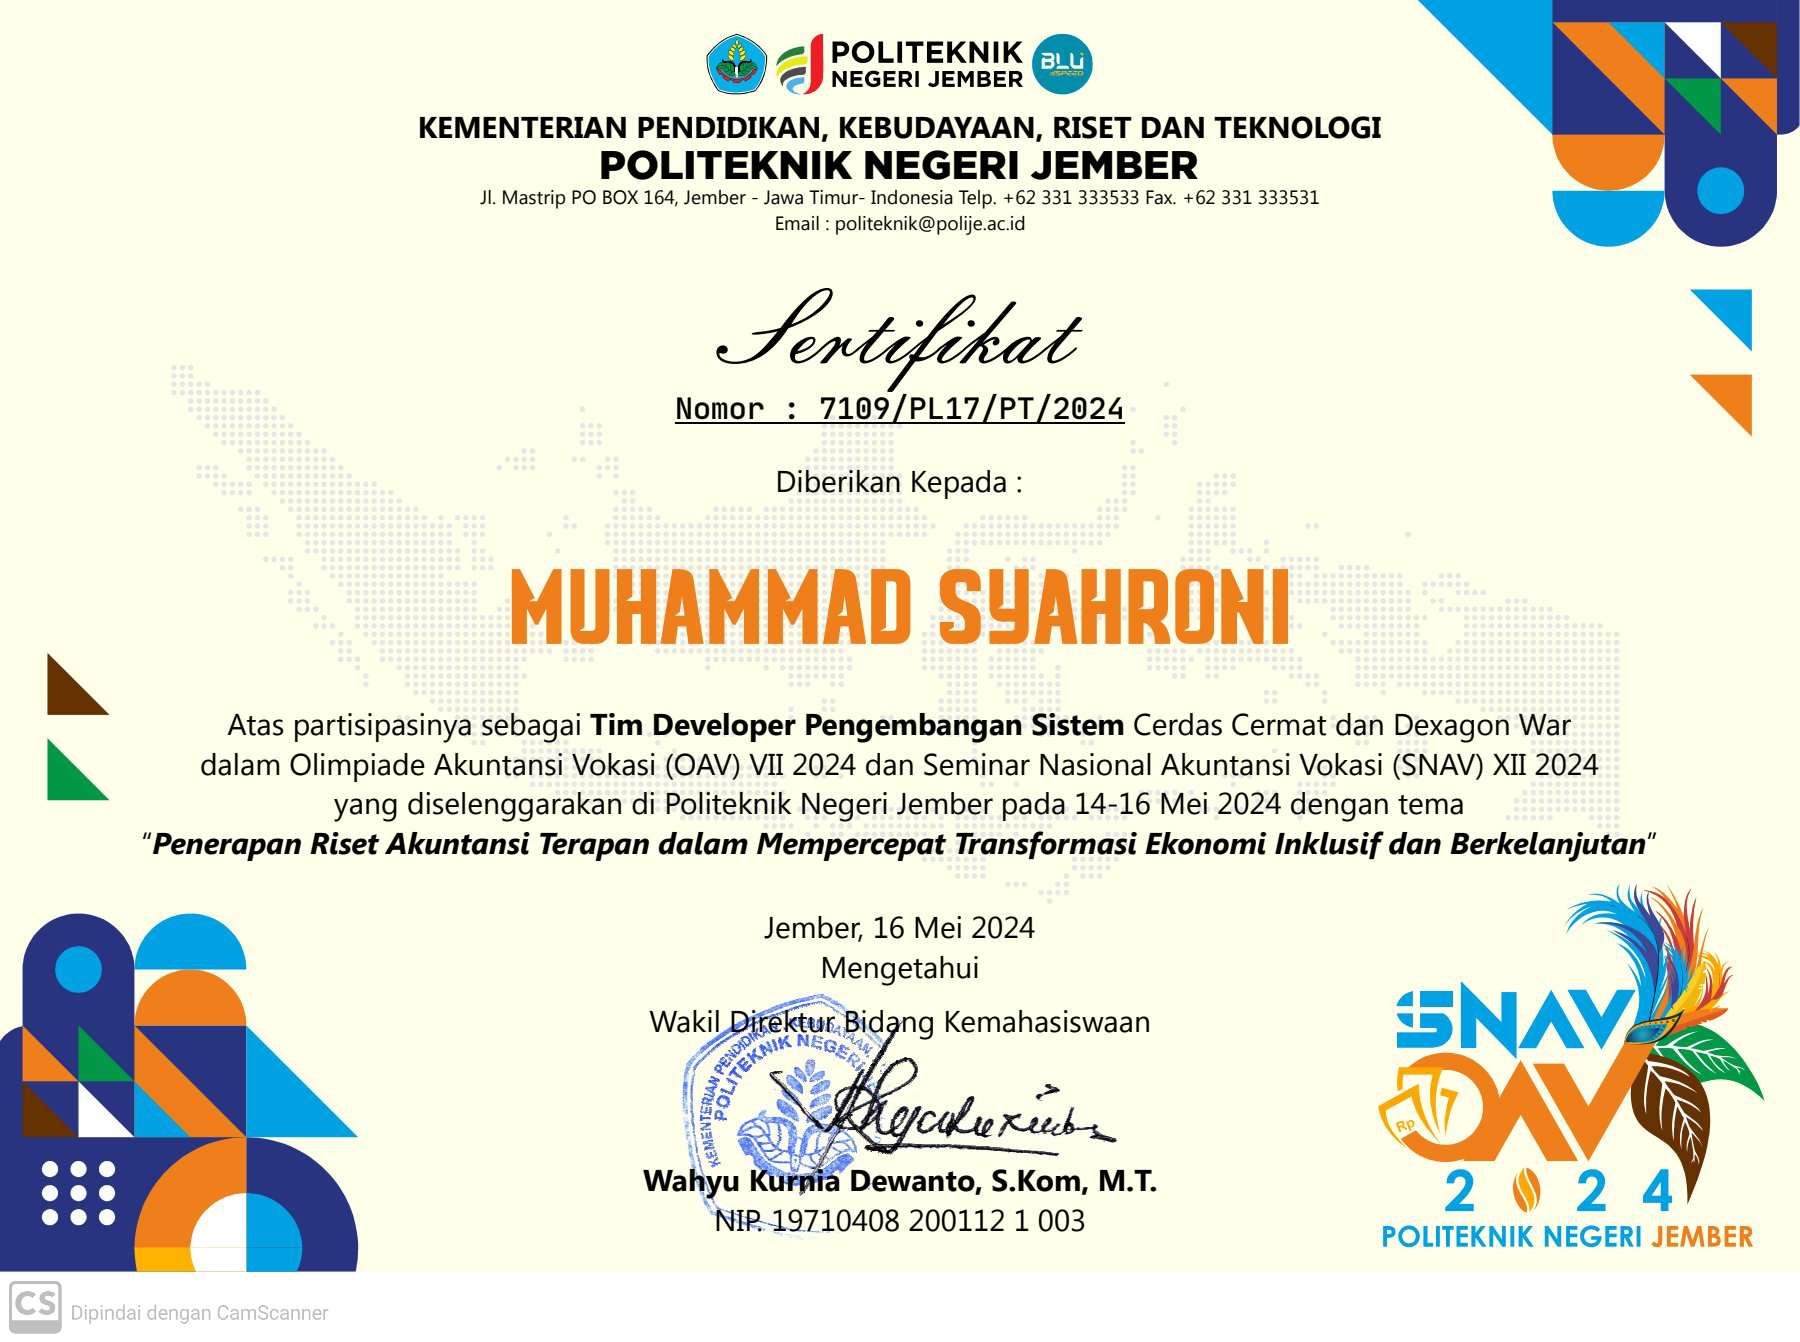 POLITEKNIK
NEGERI JEMBER
BLU
SPEED
KEMENTERIAN PENDIDIKAN, KEBUDAYAAN, RISET DAN TEKNOLOGI
POLITEKNIK NEGERI JEMBER
Jl. Mastrip PO BOX 164, Jember - Jawa Timur- Indonesia Telp. +62 331 333533 Fax. +62 331 333531
Email : politeknik@polije.ac.id
Sertifikat
Nomor : 7109/PL17/PT/2024
Diberikan Kepada :
MUHAMMAD SYAHRONI
Atas partisipasinya sebagai Tim Developer Pengembangan Sistem Cerdas Cermat dan Dexagon War
dalam Olimpiade Akuntansi Vokasi (OAV) VII 2024 dan Seminar Nasional Akuntansi Vokasi (SNAV) XII 2024
yang diselenggarakan di Politeknik Negeri Jember pada 14-16 Mei 2024 dengan tema
"Penerapan Riset Akuntansi Terapan dalam Mempercepat Transformasi Ekonomi Inklusif dan Berkelanjutan"
Jember, 16 Mei 2024
Mengetahui
Wakil Direktur Bidang Kemahasiswaan
KEMENTERIAN PENDIDIKAN KEBUDAYAAN,
POLITEKNIK NEGERI
Wahyu Kurnia Dewanto, S.Kom, M.T.
NIP. 19710408 200112 1 003
SNAV
OAV
Rp
2024
POLITEKNIK NEGERI JEMBER
CS Dipindai dengan CamScanner